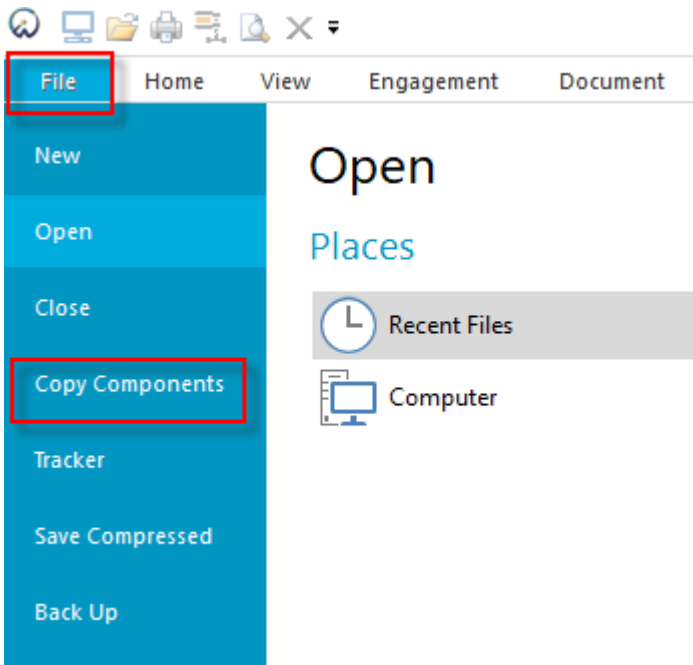 File Home View Engagement Document
New
Open
Close
Copy Components
Tracker
Save Compressed
Back Up
Open
Places
Recent Files
Computer